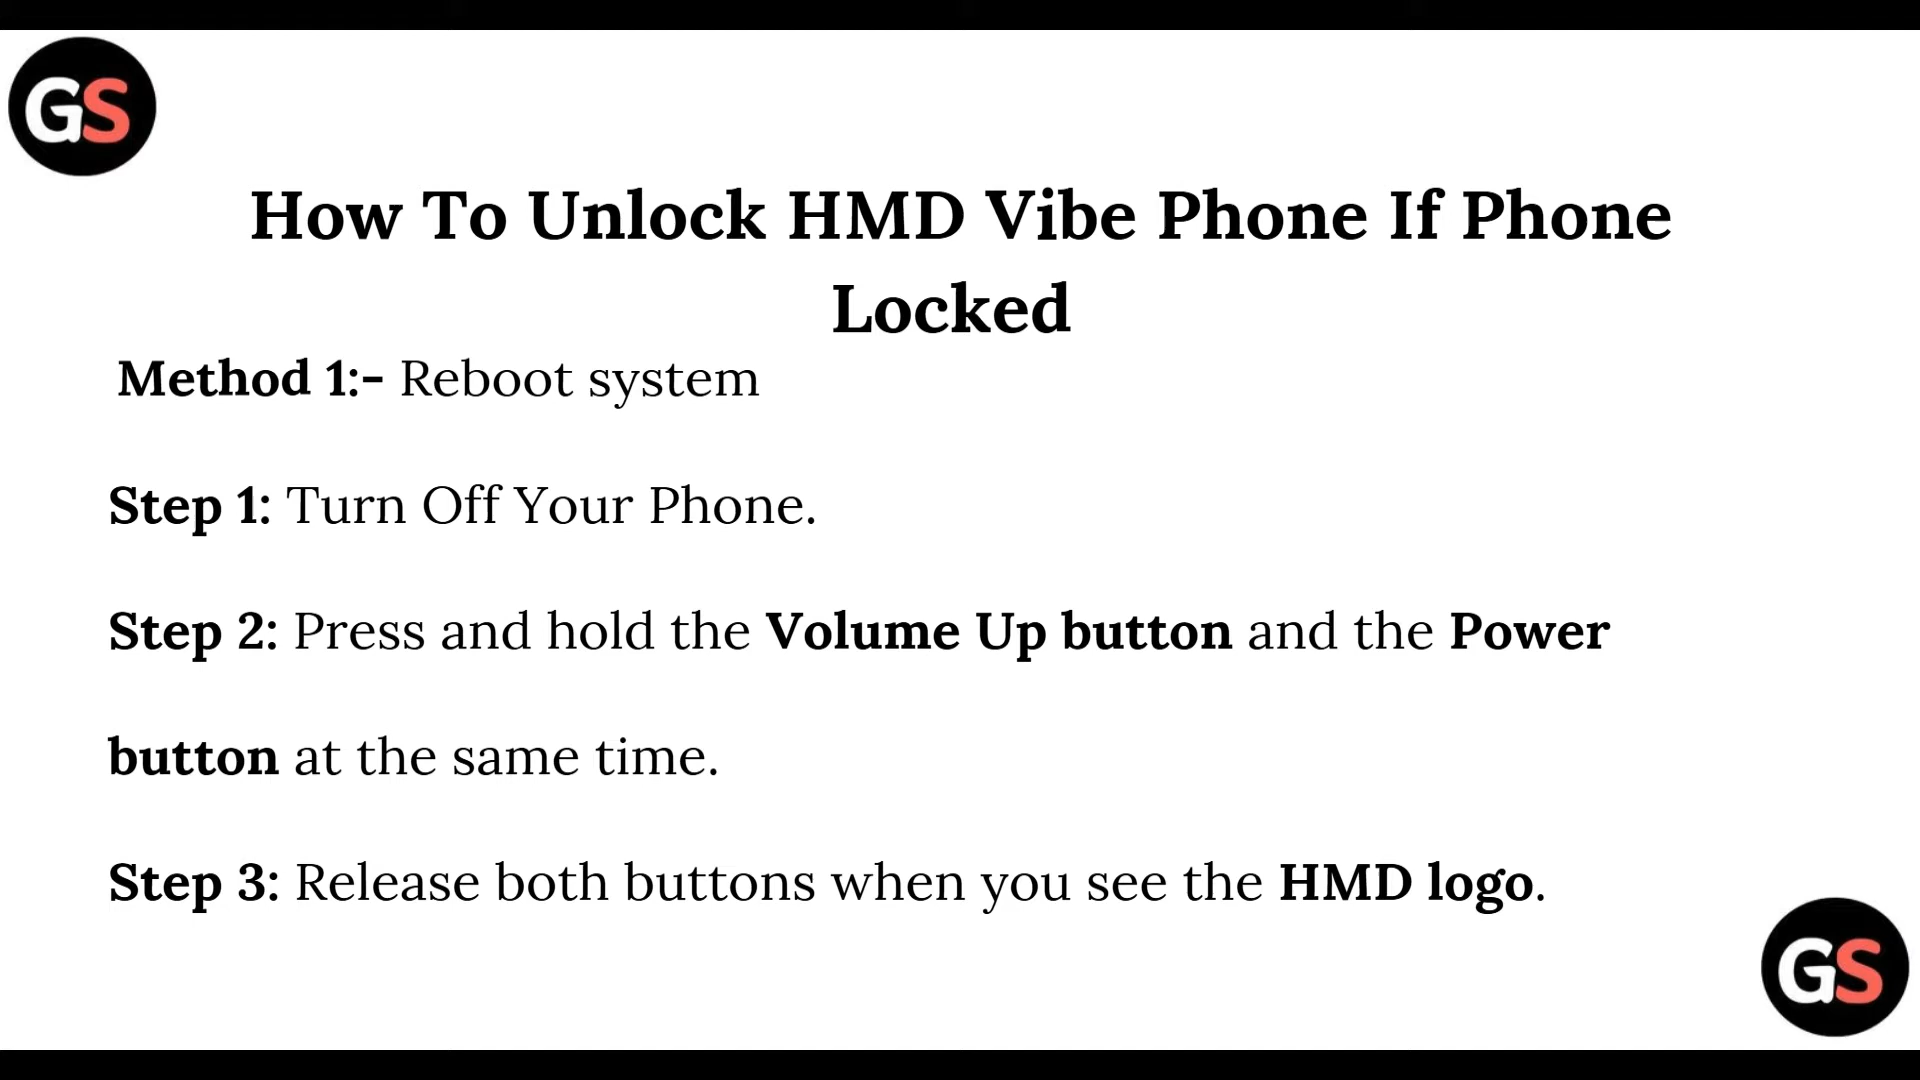 GS
How To Unlock HMD Vibe Phone If Phone
Locked
Method 1:- Reboot system
Step 1: Turn Off Your Phone.
Step 2: Press and hold the Volume Up button and the Power
button at the same time.
Step 3: Release both buttons when you see the HMD logo.
GS